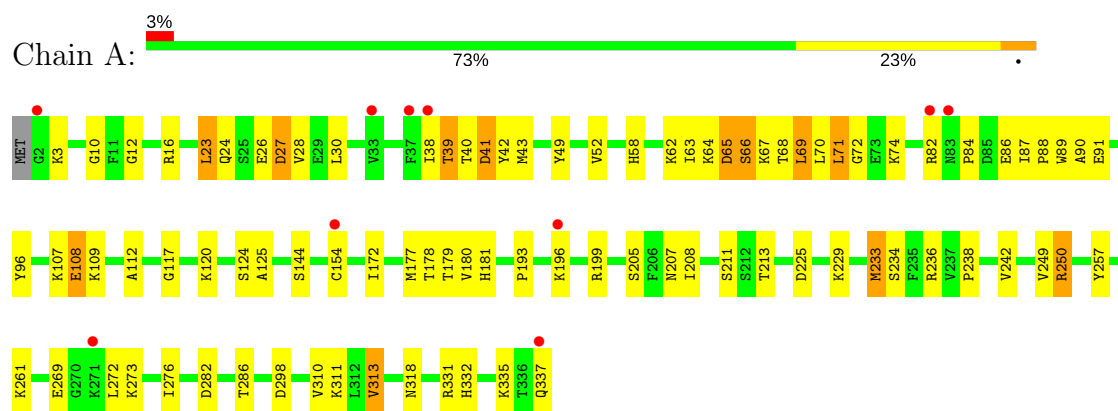 3%
Chain A:
73% 23% •
MET G2 K3 G10 F11 G12 R16 L23 Q24 S25 E26 D27 V28 E29 L30 V33 F37 I38 T39 T40 D41 Y42 M43 Y49 V52 H58 K62 I63 K64 D65 S66 K67 T68 L69 L70 L71 G72 E73 K74 R82 N83 P84 D85 E86 I87 P88 W89 A90 E91
Y96 K107 E108 K109 A112 G117 K120 S124 A125 S144 C154 I172 M177 T178 T179 V180 H181 P193 K196 R199 S205 F206 N207 I208 S211 S212 T213 D225 K229 M233 S234 F235 R236 V237 P238 V242 V249 R250 Y257
K261 E269 G270 K271 L272 K273 I276 D282 T286 D298 V310 K311 L312 V313 N318 R331 H332 K335 T336 Q337